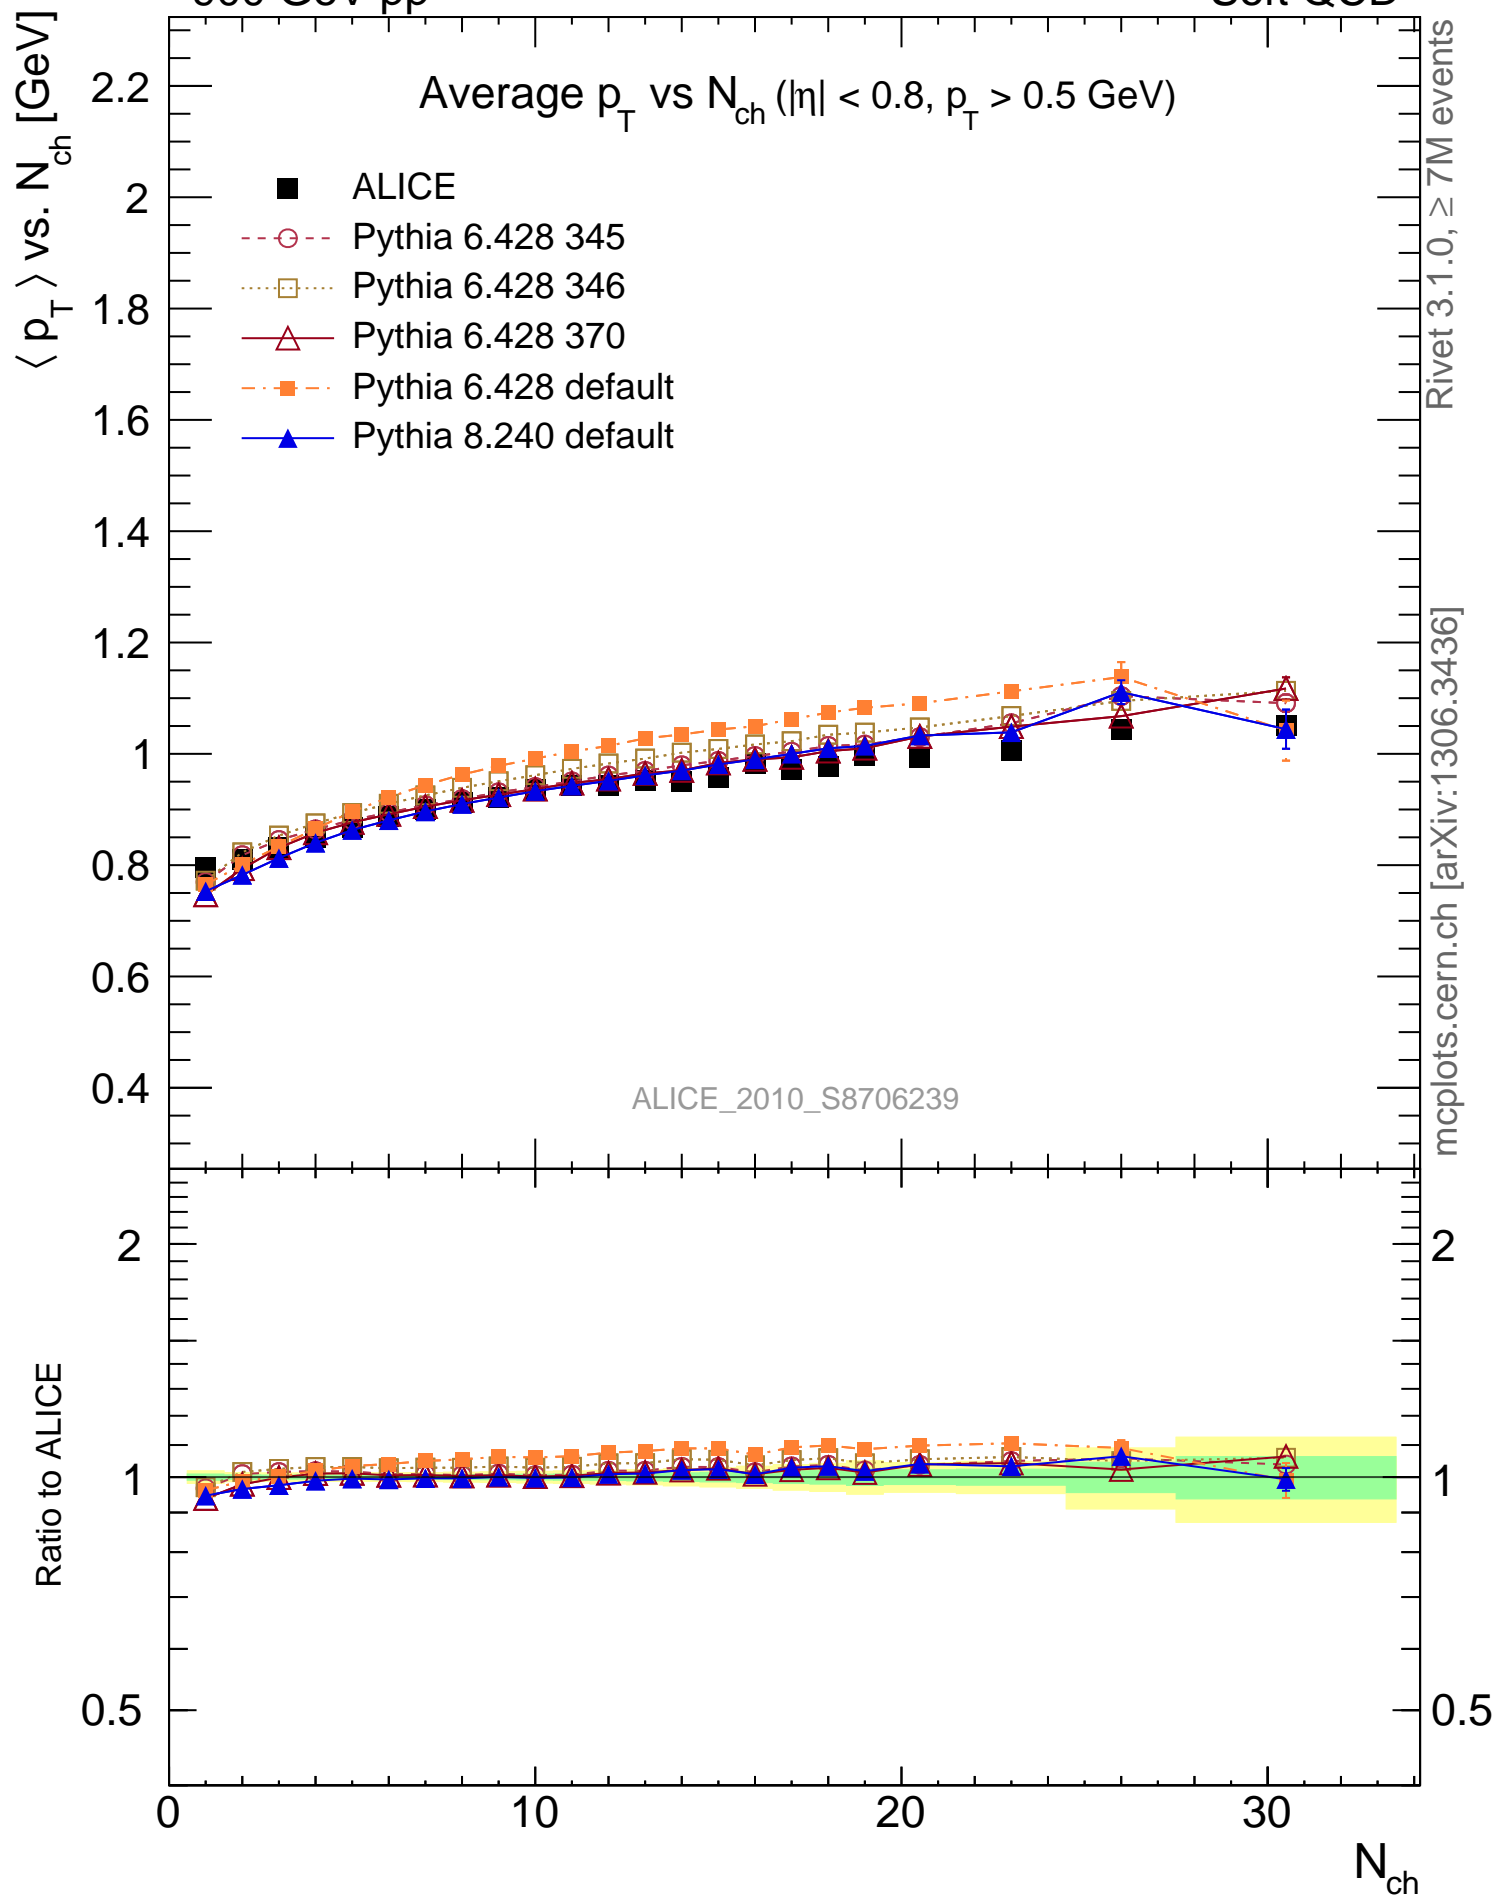 ⟨ p_T ⟩ vs. N_ch [GeV]
Average p_T vs N_ch (|η| < 0.8, p_T > 0.5 GeV)
ALICE
Pythia 6.428 345
Pythia 6.428 346
Pythia 6.428 370
Pythia 6.428 default
Pythia 8.240 default
2.2
2
1.8
1.6
1.4
1.2
1
0.8
0.6
0.4
ALICE_2010_S8706239
Rivet 3.1.0, ≥ 7M events
mcplots.cern.ch [arXiv:1306.3436]
Ratio to ALICE
2
1
0.5
2
1
0.5
0
10
20
30
N_ch